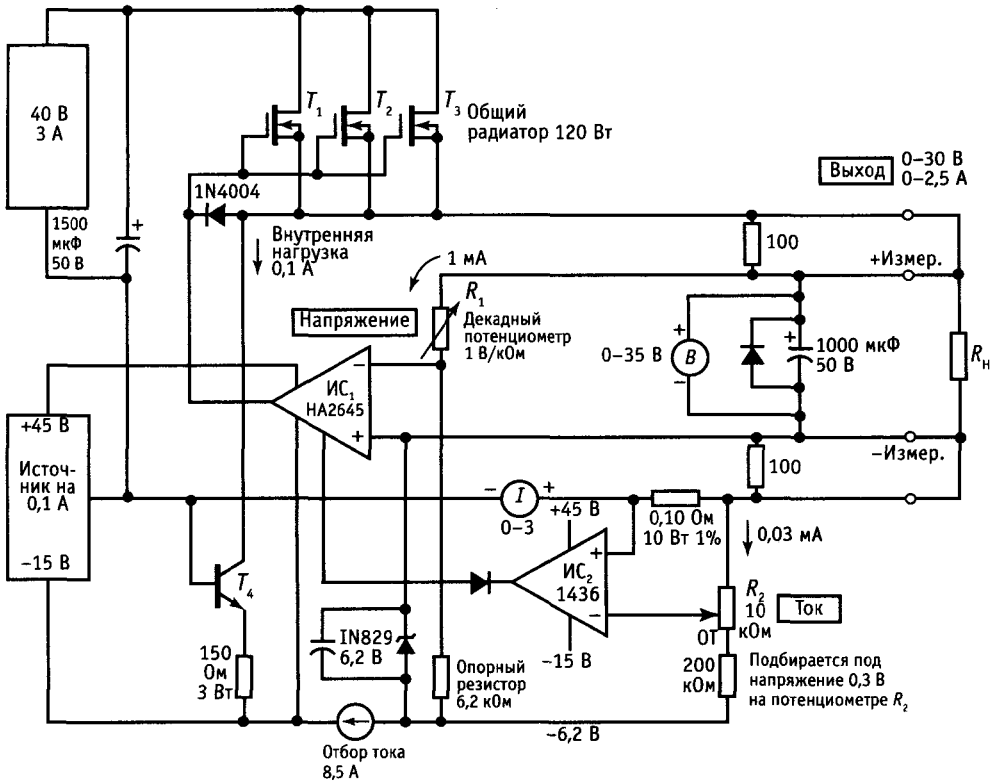 40 В
3 А
1500
мкФ
50 В
+
T1
T2
T3
Общий
радиатор 120 Вт
1N4004
Внутренняя
нагрузка
0,1 А
Выход
0–30 В
0–2,5 А
100
+Измер.
1 мА
R1
Декадный
потенциометр
1 В/кОм
Напряжение
−
ИС1
HA2645
+
0–35 В
+
В
−
+
1000 мкФ
50 В
RН
−Измер.
100
+45 В
Источ-
ник на
0,1 А
−15 В
−
I
+
0–3
+45 В
0,10 Ом
10 Вт 1%
0,03 мА
+
ИС2
1436
−
−15 В
R2
10
кОм
Ток
ОТ
T4
150
Ом
3 Вт
IN829
6,2 В
Опорный
резистор
6,2 кОм
200
кОм
Подбирается под
напряжение 0,3 В
на потенциометре R2
−6,2 В
Отбор тока
8,5 А